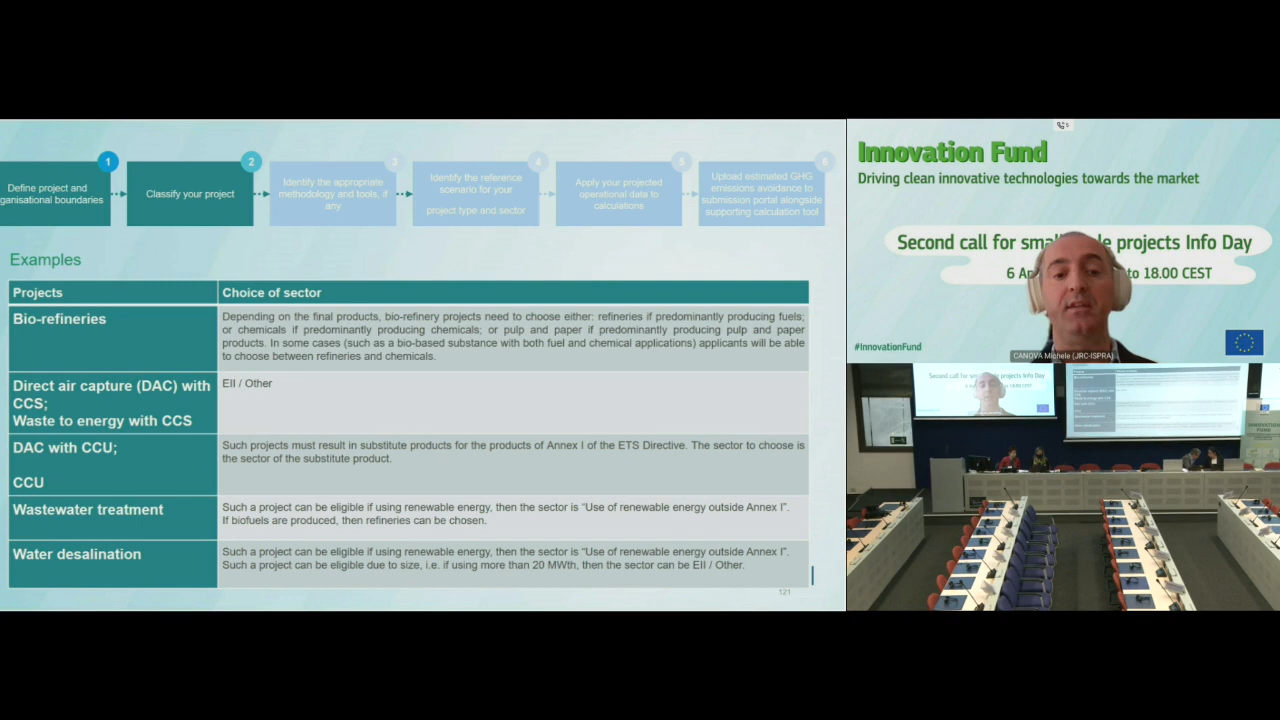 1
2
3
4
5
6
Define project and
ganisational boundaries
Classify your project
Identify the appropriate
methodology and tools, if
any
Identify the reference
scenario for your
project type and sector
Apply your projected
operational data to
calculations
Upload estimated GHG
emissions avoidance to
submission portal alongside
supporting calculation tool
Examples
Projects
Choice of sector
Bio-refineries
Depending on the final products, bio-refinery projects need to choose either: refineries if predominantly producing fuels;
or chemicals if predominantly producing chemicals; or pulp and paper if predominantly producing pulp and paper
products. In some cases (such as a bio-based substance with both fuel and chemical applications) applicants will be able
to choose between refineries and chemicals.
Direct air capture (DAC) with
CCS;
Waste to energy with CCS
EII / Other
DAC with CCU;
CCU
Such projects must result in substitute products for the products of Annex I of the ETS Directive. The sector to choose is
the sector of the substitute product.
Wastewater treatment
Such a project can be eligible if using renewable energy, then the sector is “Use of renewable energy outside Annex I”.
If biofuels are produced, then refineries can be chosen.
Water desalination
Such a project can be eligible if using renewable energy, then the sector is “Use of renewable energy outside Annex I”.
Such a project can be eligible due to size, i.e. if using more than 20 MWth, then the sector can be EII / Other.
121
Innovation Fund
Driving clean innovative technologies towards the market
Second call for small projects Info Day
6 to 18.00 CEST
#InnovationFund
CANOVA Michele (JRC-ISPRA)
Second call for small projects Info Day
INNOVATION
FUND